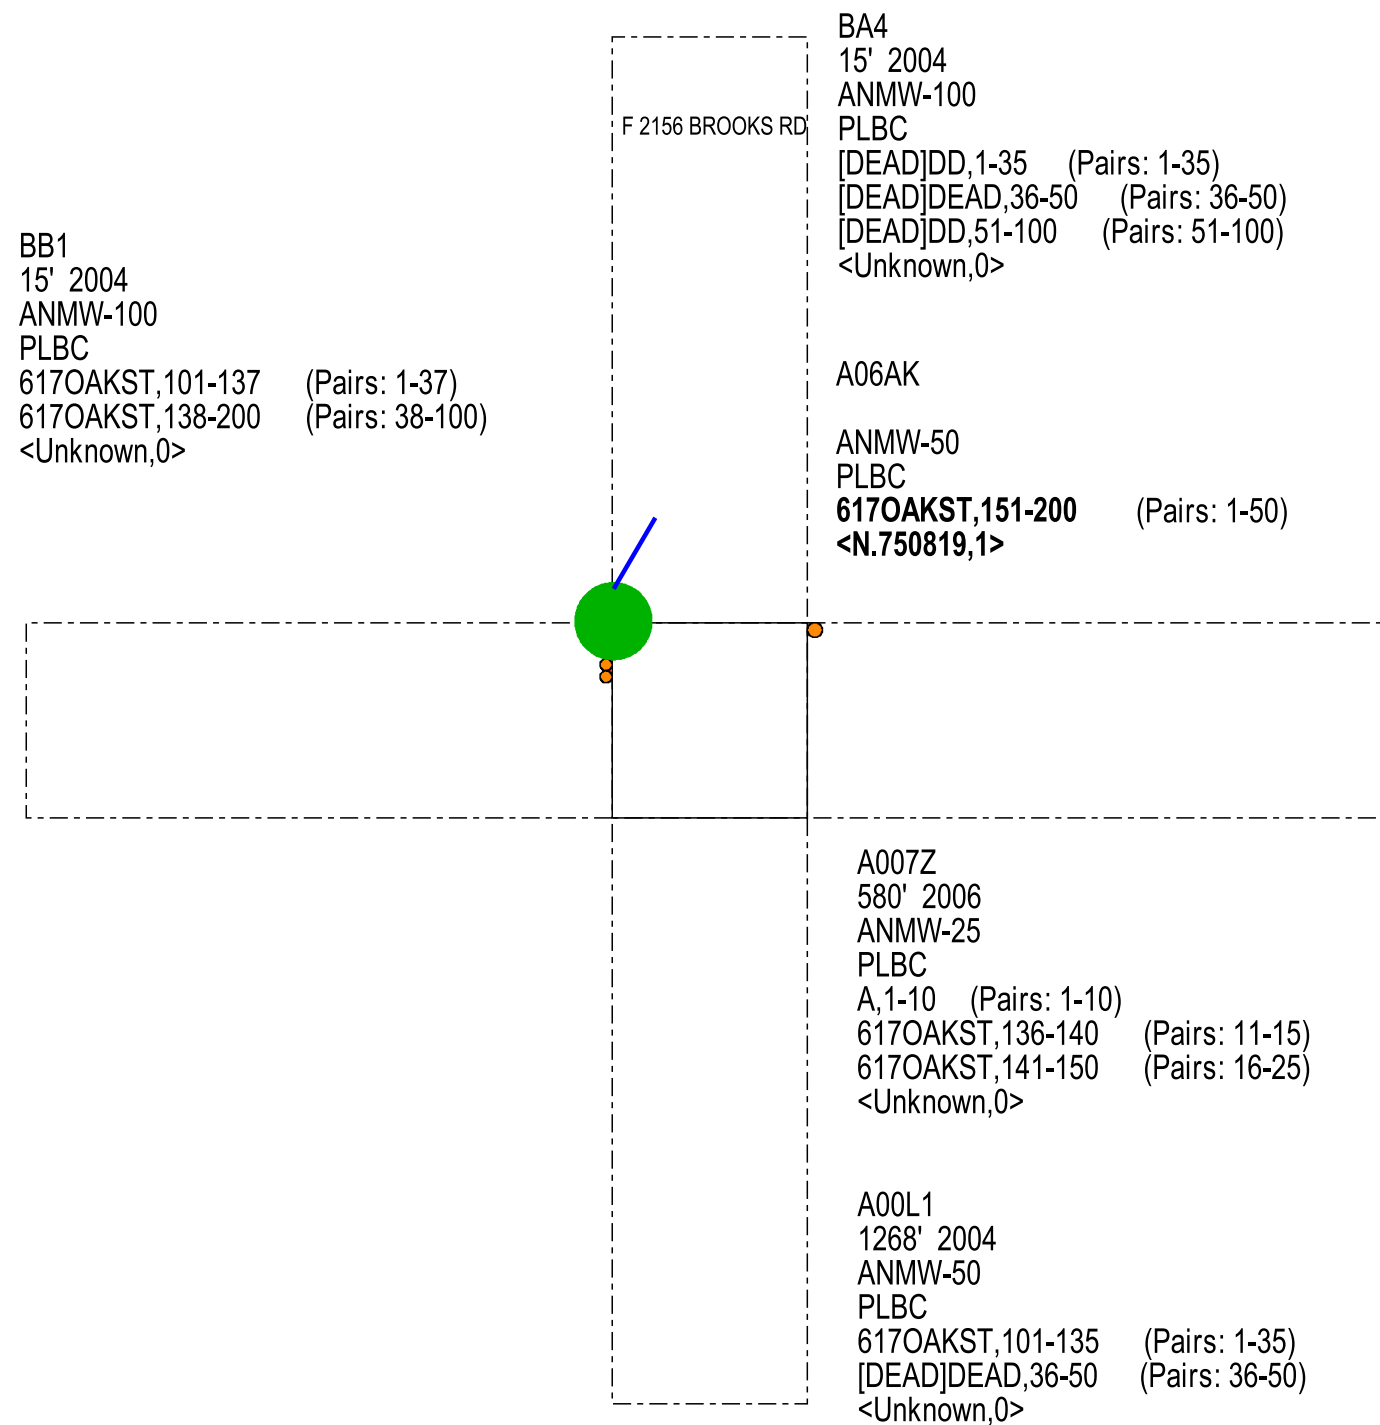 BA4
15' 2004
ANMW-100
PLBC
[DEAD]DD,1-35 (Pairs: 1-35)
[DEAD]DEAD,36-50 (Pairs: 36-50)
[DEAD]DD,51-100 (Pairs: 51-100)
<Unknown,0>
F 2156 BROOKS RD
BB1
15' 2004
ANMW-100
PLBC
617OAKST,101-137 (Pairs: 1-37)
617OAKST,138-200 (Pairs: 38-100)
<Unknown,0>
A06AK
ANMW-50
PLBC
617OAKST,151-200 (Pairs: 1-50)
<N.750819,1>
A007Z
580' 2006
ANMW-25
PLBC
A,1-10 (Pairs: 1-10)
617OAKST,136-140 (Pairs: 11-15)
617OAKST,141-150 (Pairs: 16-25)
<Unknown,0>
A00L1
1268' 2004
ANMW-50
PLBC
617OAKST,101-135 (Pairs: 1-35)
[DEAD]DEAD,36-50 (Pairs: 36-50)
<Unknown,0>